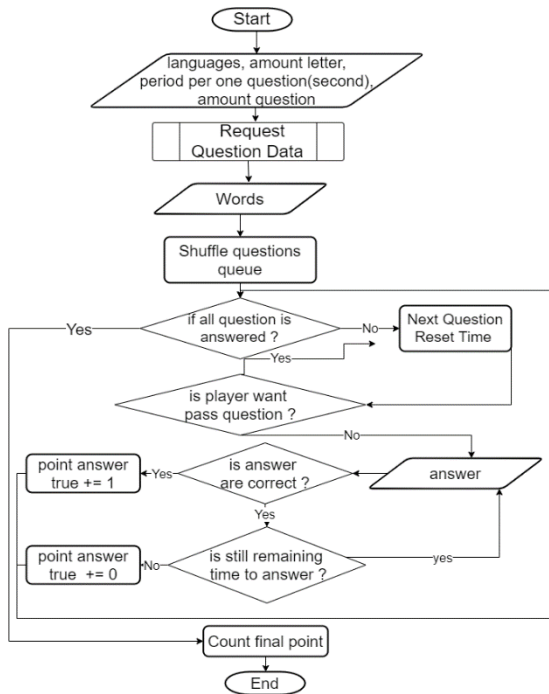 Start
languages, amount letter,
period per one question(second),
amount question
Request
Question Data
Words
Shuffle questions
queue
Yes
if all question is
answered ?
No
Next Question
Reset Time
Yes
is player want
pass question ?
No
point answer
true += 1
Yes
is answer
are correct ?
answer
Yes
point answer
true += 0
No
is still remaining
time to answer ?
yes
Count final point
End